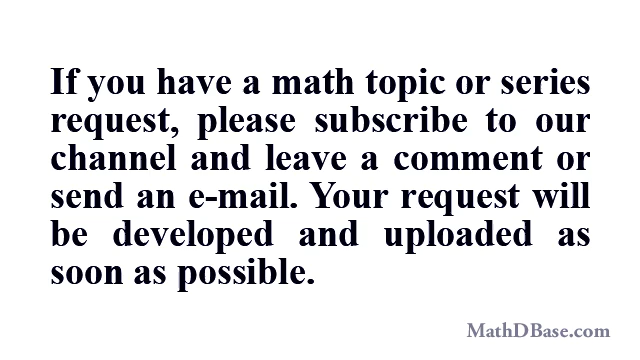 If you have a math topic or series
request, please subscribe to our
channel and leave a comment or
send an e-mail. Your request will
be developed and uploaded as
soon as possible.
MathDBase.com